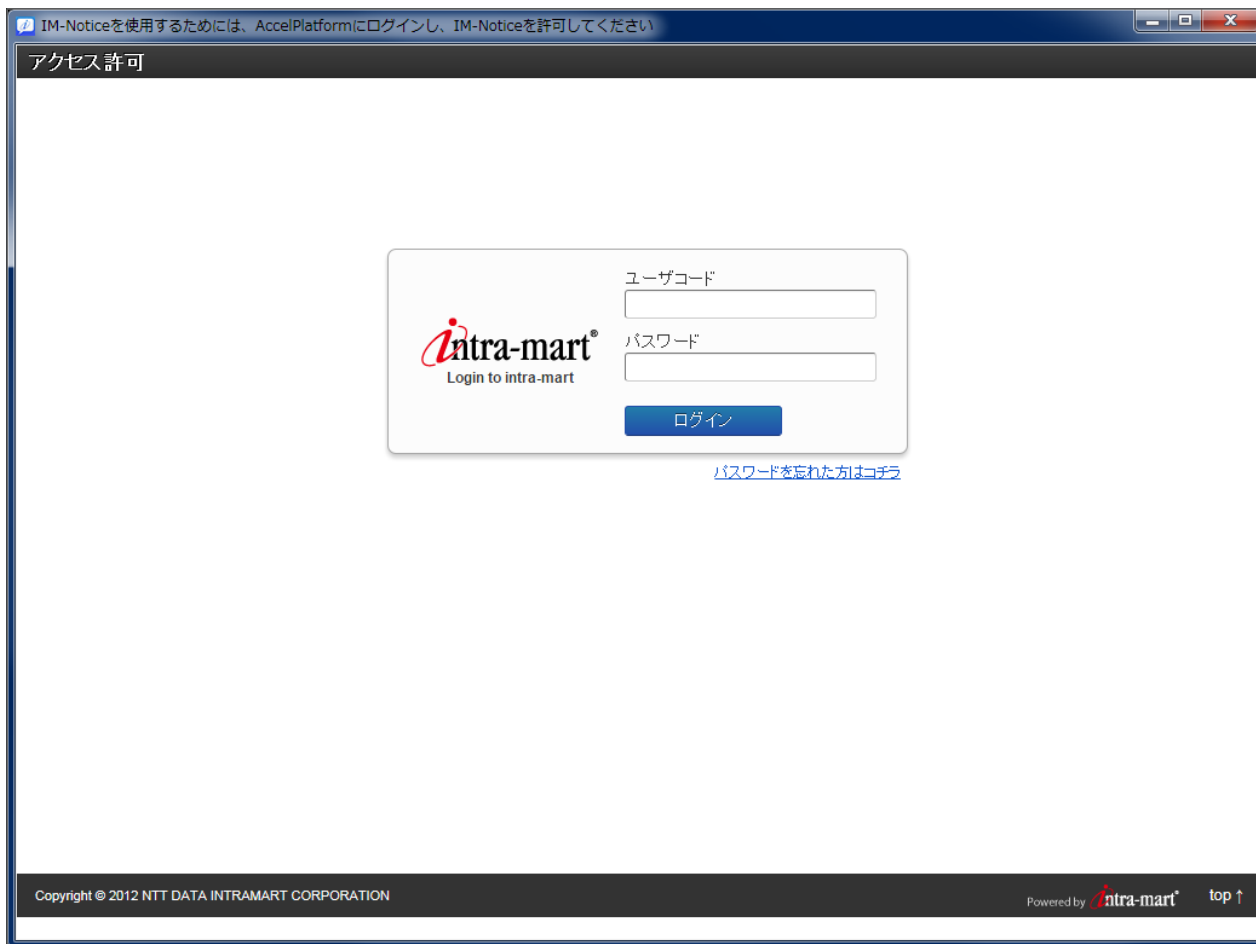 IM-Noticeを使用するためには、AccelPlatformにログインし、IM-Noticeを許可してください
アクセス許可
ユーザコード
intra-mart®
パスワード
Login to intra-mart
ログイン
パスワードを忘れた方はコチラ
Copyright © 2012 NTT DATA INTRAMART CORPORATION
Powered by intra-mart®
top ↑